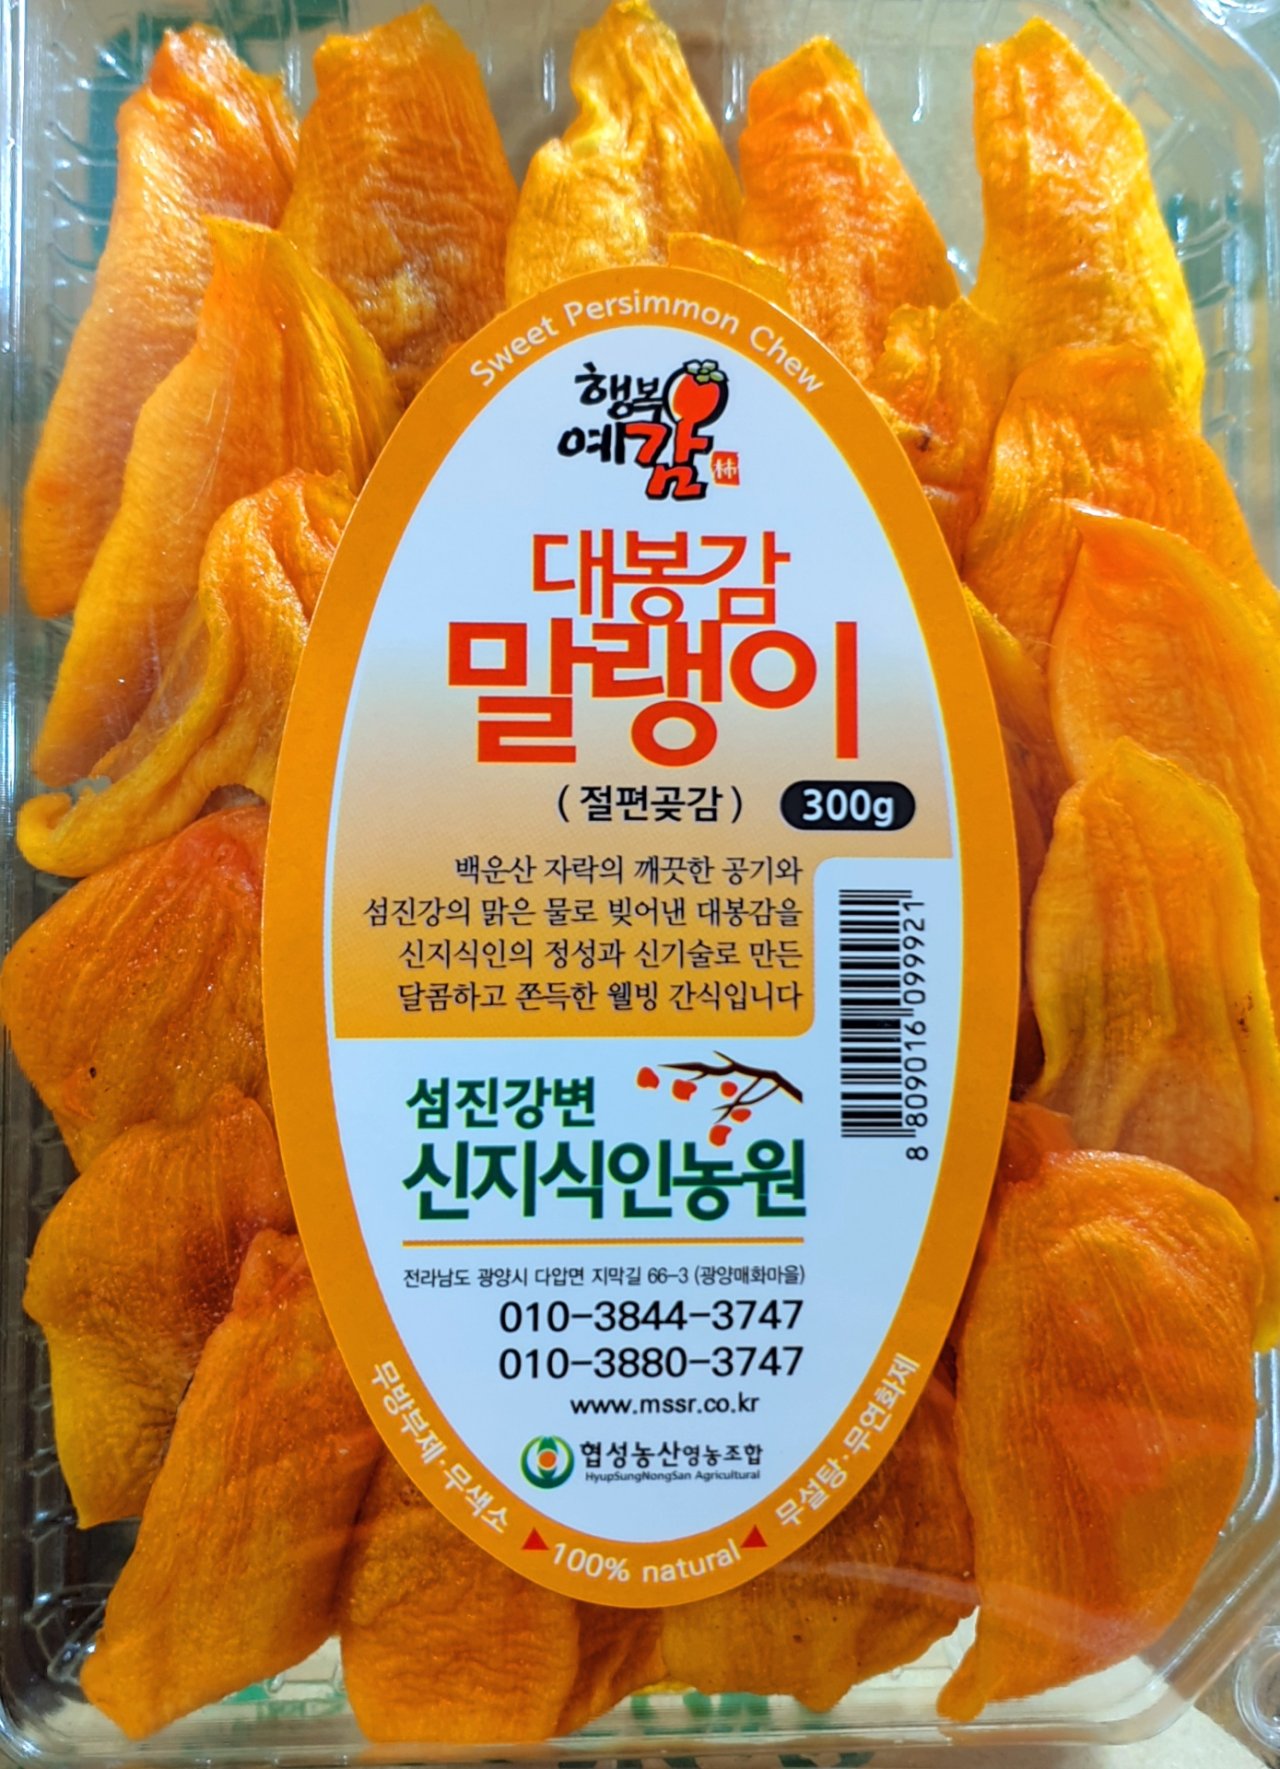 Sweet Persimmon Chew
행복
예감
대봉감
말랭이
(절편곶감) 300g
백운산 자락의 깨끗한 공기와
섬진강의 맑은 물로 빚어낸 대봉감을
신지식인의 정성과 신기술로 만든
달콤하고 쫀득한 웰빙 간식입니다
8 809016 099921
섬진강변
신지식인농원
전라남도 광양시 다압면 지막길 66-3 (광양매화마을)
010-3844-3747
010-3880-3747
www.mssr.co.kr
협성농산영농조합
HyupSungNongSan Agricultural
무방부제·무색소 ▲100% natural▲ 무설탕·무연화제